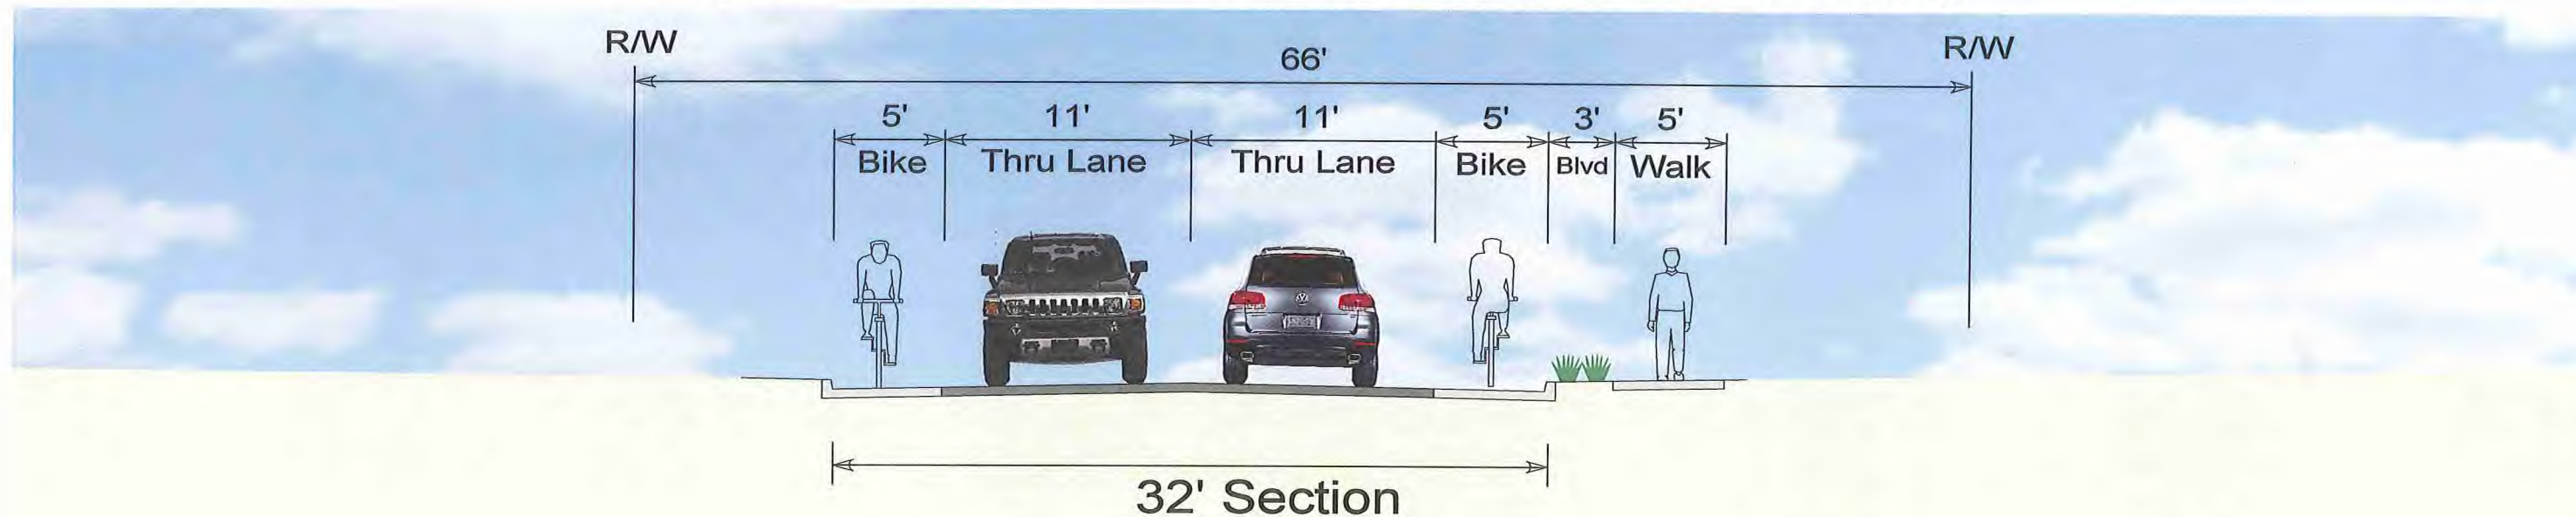 R/W 66' R/W
5' 11' 11' 5' 3' 5'
Bike Thru Lane Thru Lane Bike Blvd Walk
32' Section